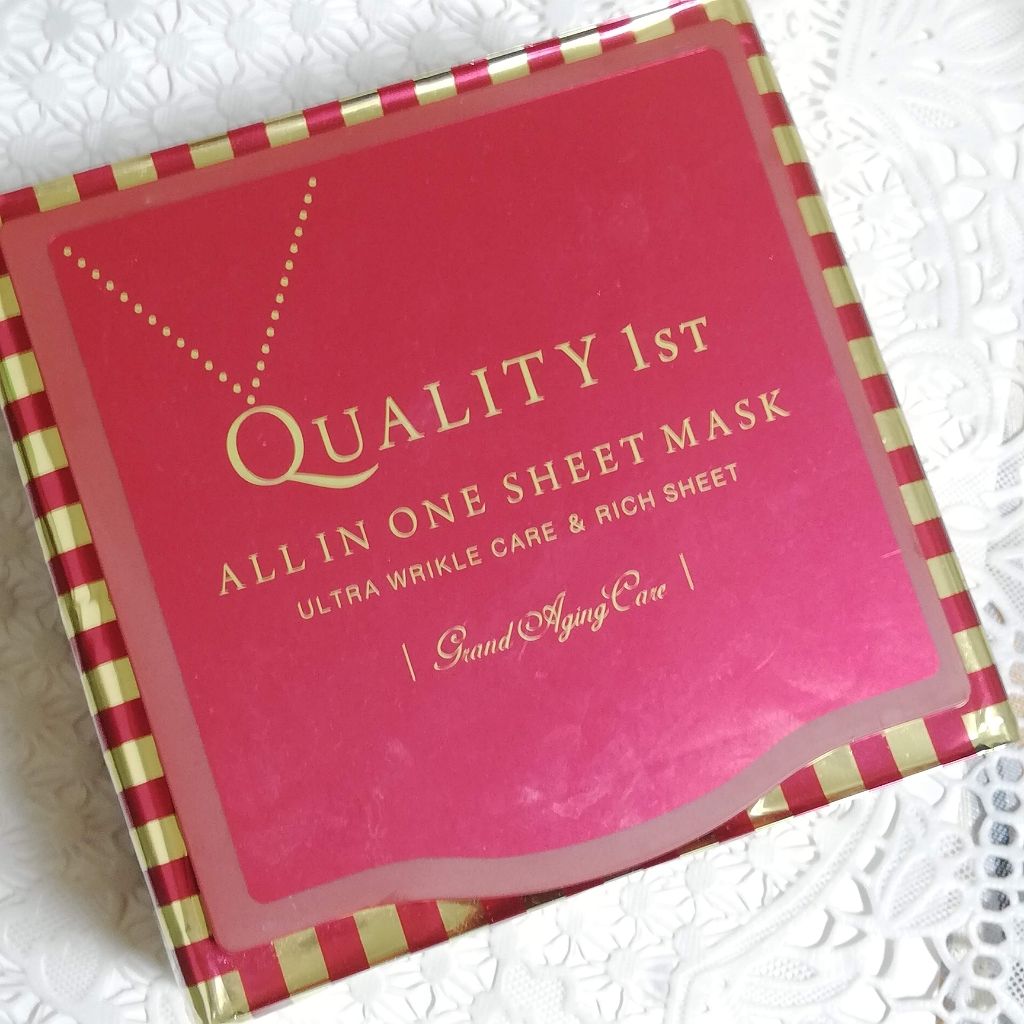 QUALITY 1ST
ALL IN ONE SHEET MASK
ULTRA WRIKLE CARE & RICH SHEET
| Grand Aging Care |